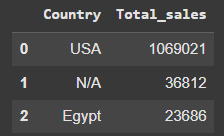 Country Total_sales
0 USA 1069021
1 N/A 36812
2 Egypt 23686